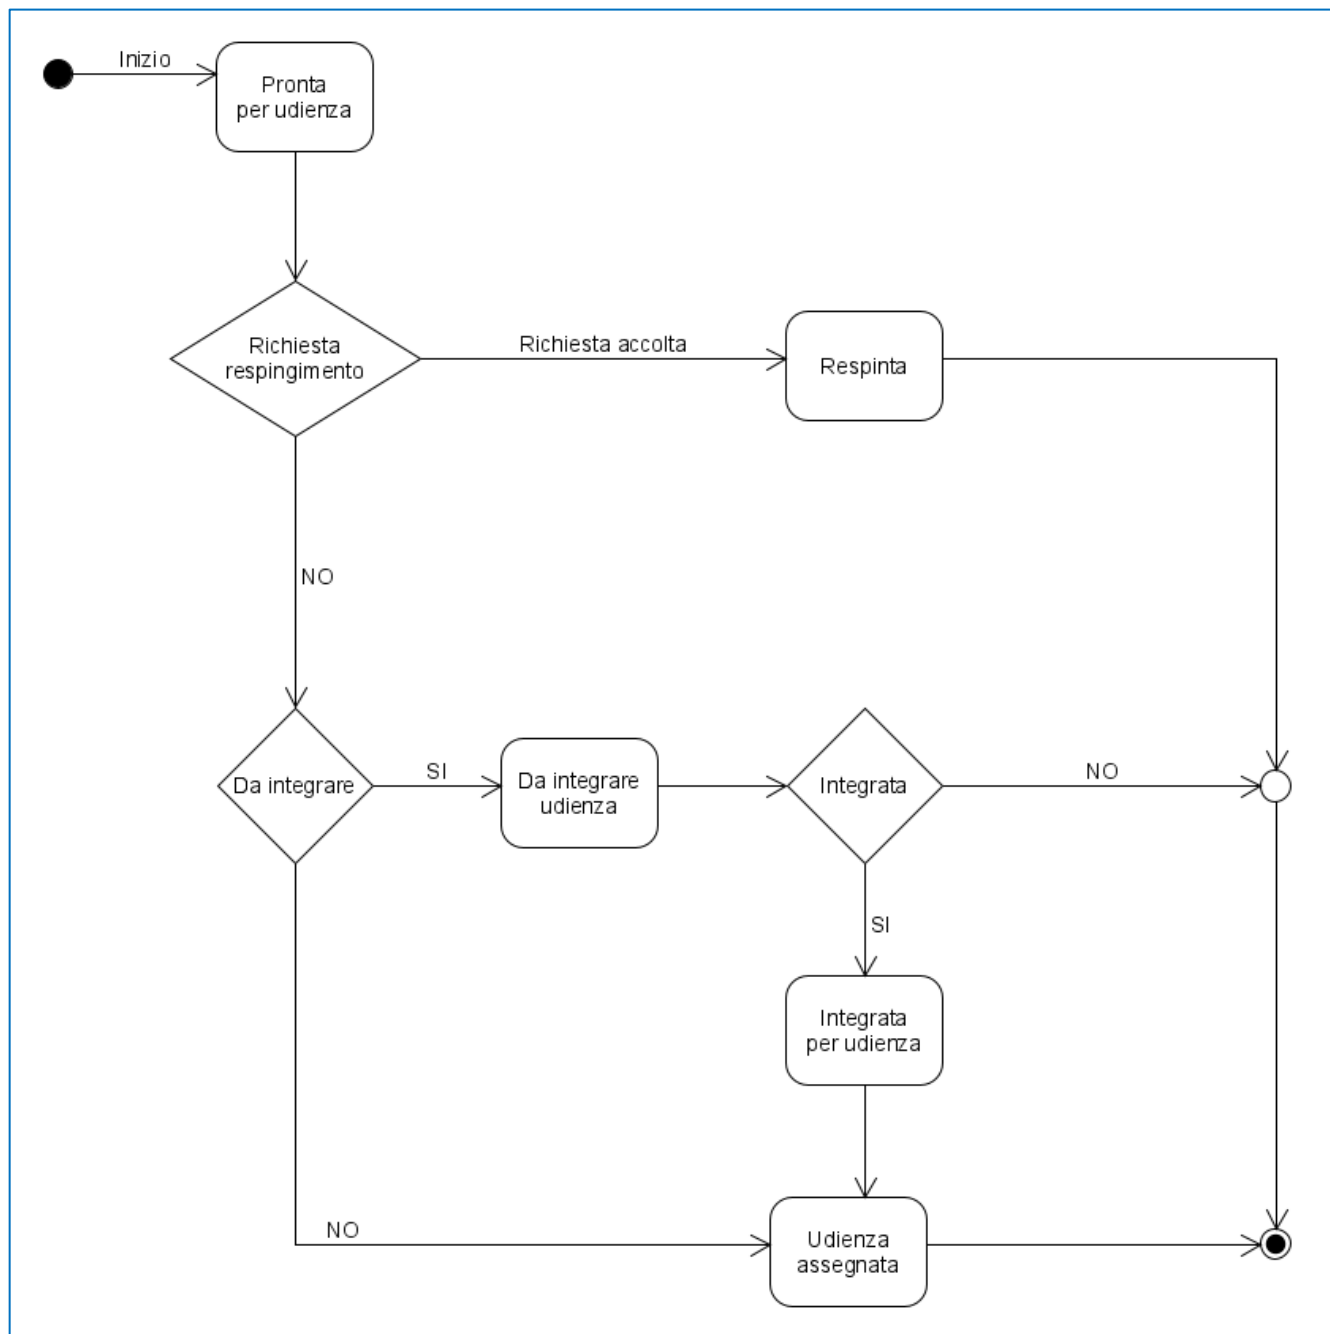 Inizio
Pronta
per udienza
Richiesta
respingimento
Richiesta accolta
Respinta
NO
Da integrare
SI
Da integrare
udienza
Integrata
NO
SI
Integrata
per udienza
NO
Udienza
assegnata